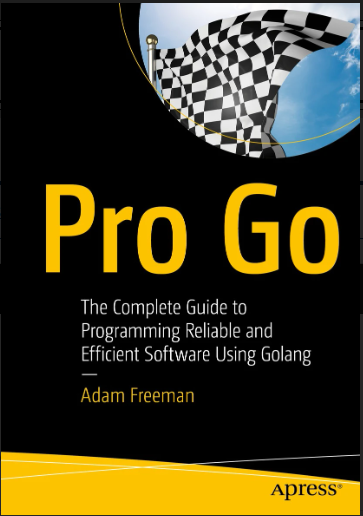 Pro Go
The Complete Guide to
Programming Reliable and
Efficient Software Using Golang
—
Adam Freeman
Apress®